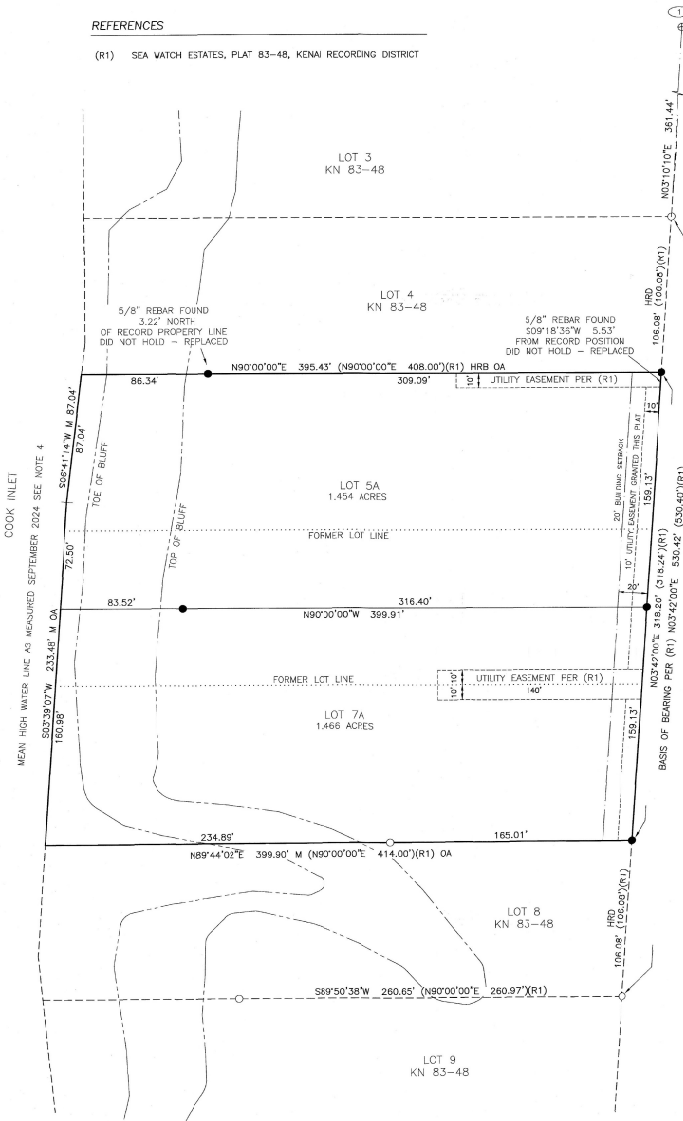 REFERENCES
(R1) SEA WATCH ESTATES, PLAT 83-48, KENAI RECORDING DISTRICT
1
N03°10'10"E 361.44'
LOT 3
KN 83-48
HRD
106.08' (100.06')(R1)
LOT 4
KN 83-48
5/8" REBAR FOUND
3.22' NORTH
OF RECORD PROPERTY LINE
DID NOT HOLD - REPLACED
5/8" REBAR FOUND
S09°18'36"W 5.53'
FROM RECORD POSITION
DID NOT HOLD - REPLACED
N90°00'00"E 395.43' (N90°00'00"E 408.00')(R1) HRB OA
86.34'
309.09'
10'
UTILITY EASEMENT PER (R1)
10'
S06°41'14"W M 87.04'
87.04'
TOE OF BLUFF
TOP OF BLUFF
COOK INLET
MEAN HIGH WATER LINE AS MEASURED SEPTEMBER 2024 SEE NOTE 4
LOT 5A
1.454 ACRES
20' BUILDING SETBACK
10' UTILITY EASEMENT GRANTED THIS PLAT
159.13'
FORMER LOT LINE
72.50'
20'
83.52'
316.40'
N90°00'00"W 399.91'
S03°39'07"W 233.48' M OA
160.98'
N03°42'00"E 318.20' (318.24')(R1)
BASIS OF BEARING PER (R1) N03°42'00"E 530.42' (530.40')(R1)
FORMER LOT LINE
10' 10'
UTILITY EASEMENT PER (R1)
140'
LOT 7A
1.466 ACRES
159.13'
234.89'
165.01'
N89°44'02"E 399.90' M (N90°00'00"E 414.00')(R1) OA
LOT 8
KN 83-48
HRD
106.08' (106.00')(R1)
S89°50'38"W 260.65' (N90°00'00"E 260.97')(R1)
LOT 9
KN 83-48